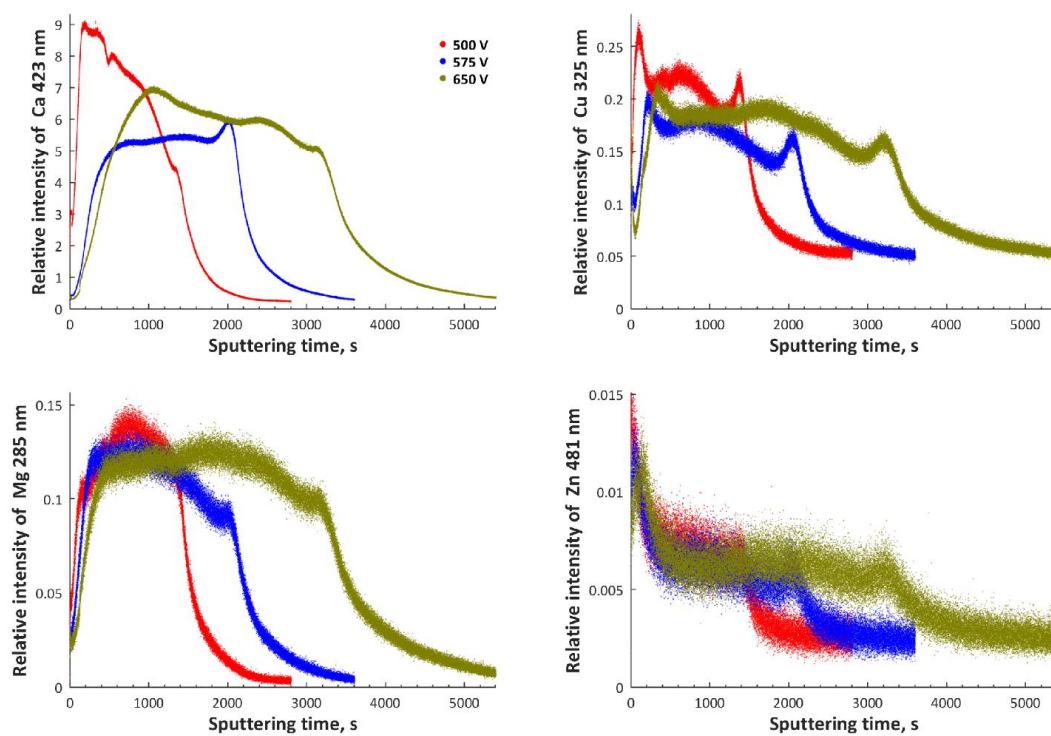 Relative intensity of Ca 423 nm
9
8
7
6
5
4
3
2
1
0
500 V
575 V
650 V
0 1000 2000 3000 4000 5000
Sputtering time, s
Relative intensity of Cu 325 nm
0.25
0.2
0.15
0.1
0.05
0
0 1000 2000 3000 4000 5000
Sputtering time, s
Relative intensity of Mg 285 nm
0.15
0.1
0.05
0
0 1000 2000 3000 4000 5000
Sputtering time, s
Relative intensity of Zn 481 nm
0.015
0.01
0.005
0
0 1000 2000 3000 4000 5000
Sputtering time, s